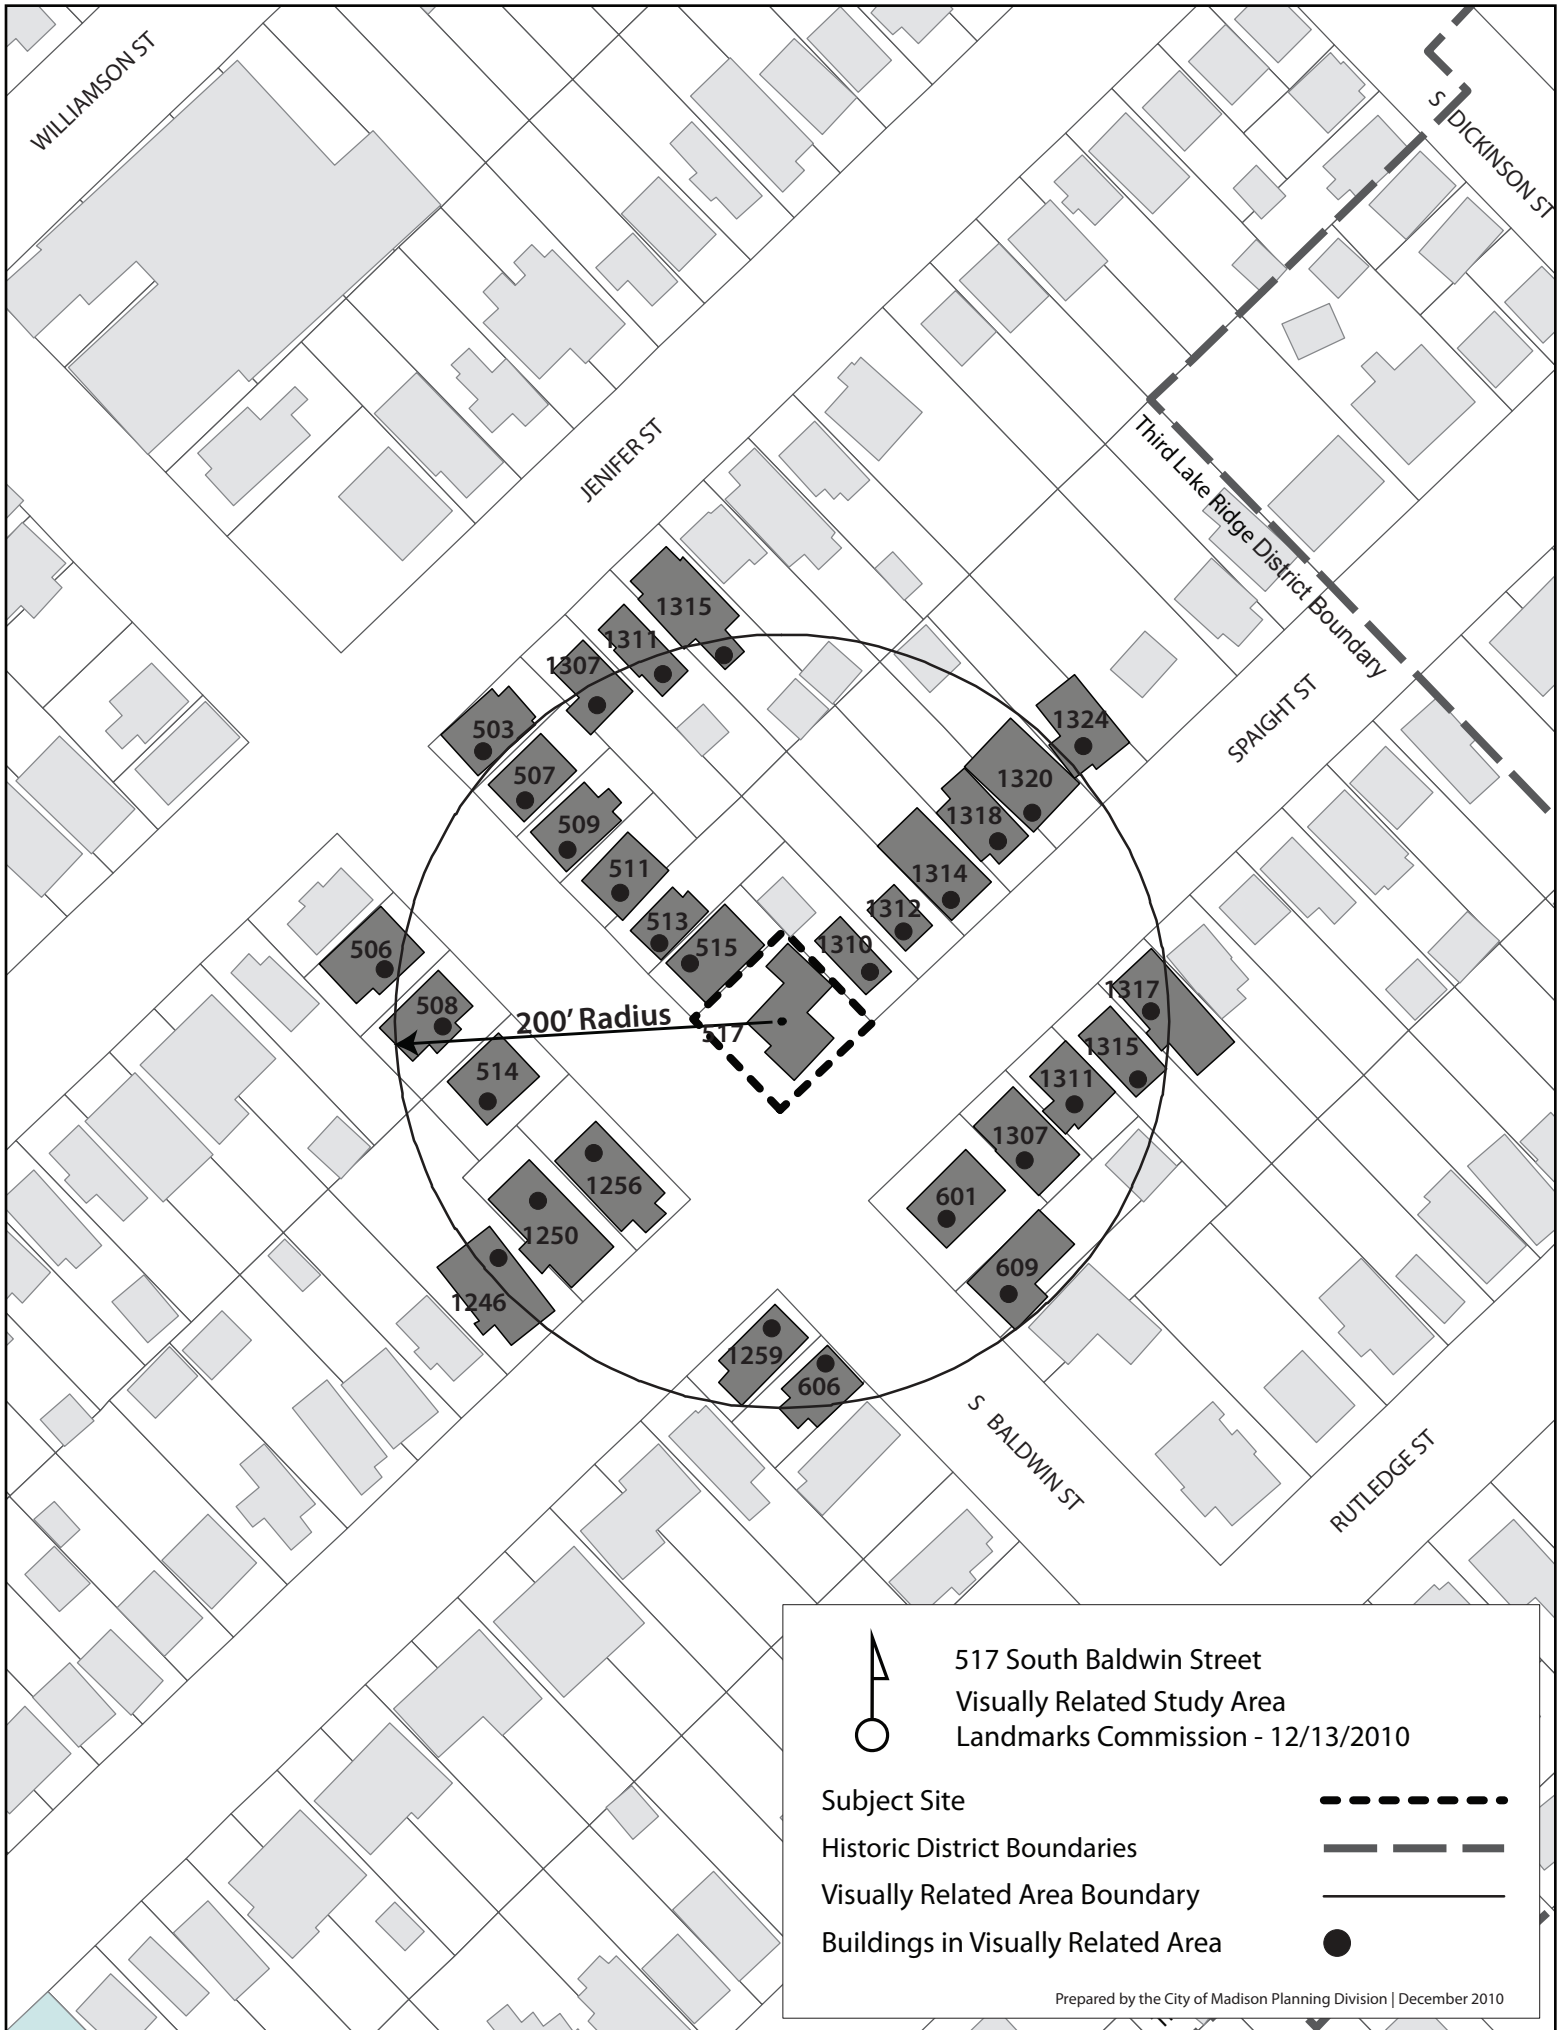 WILLIAMSON ST
S DICKINSON ST
JENIFER ST
Third Lake Ridge District Boundary
SPAIGHT ST
1315
1311
1307
503
507
509
511
513
515
517
1324
1320
1318
1314
1312
1310
506
508
514
200' Radius
1317
1315
1311
1307
601
609
1256
1250
1246
1259
606
S BALDWIN ST
RUTLEDGE ST
517 South Baldwin Street
Visually Related Study Area
Landmarks Commission - 12/13/2010
Subject Site
Historic District Boundaries
Visually Related Area Boundary
Buildings in Visually Related Area
Prepared by the City of Madison Planning Division | December 2010